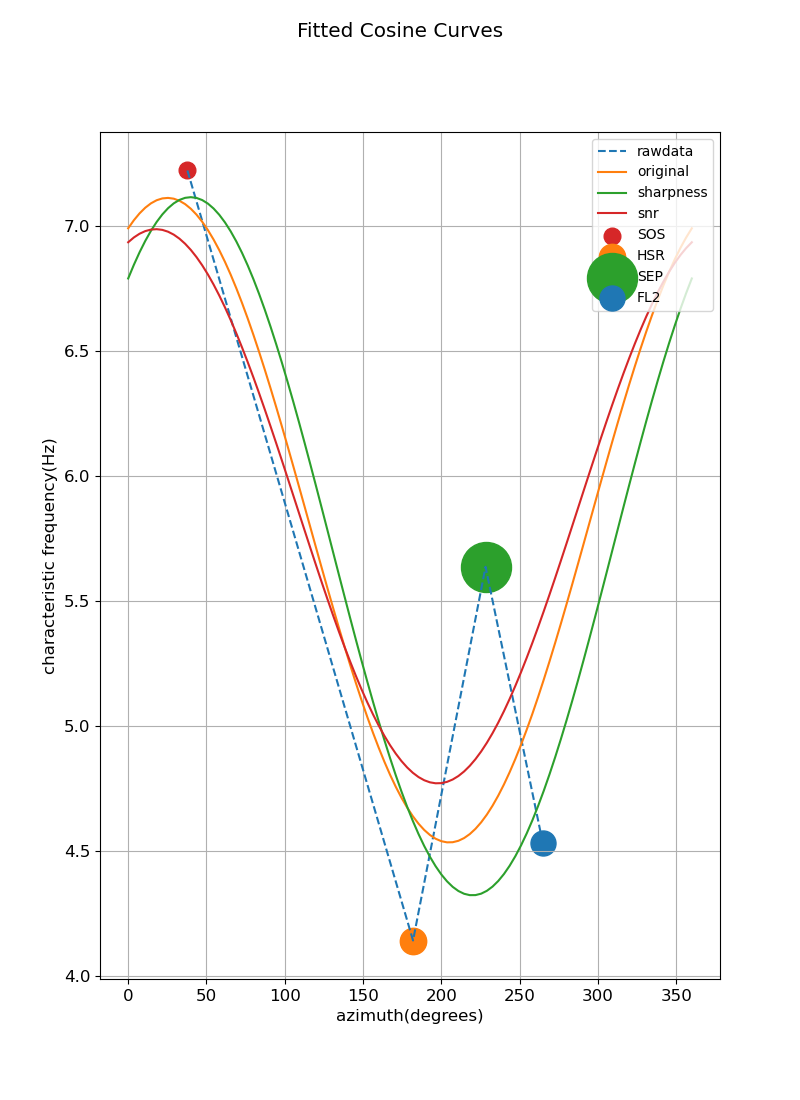 Fitted Cosine Curves
rawdata
original
sharpness
snr
SOS
HSR
SEP
FL2
7.0
6.5
6.0
5.5
5.0
4.5
4.0
characteristic frequency(Hz)
0 50 100 150 200 250 300 350
azimuth(degrees)